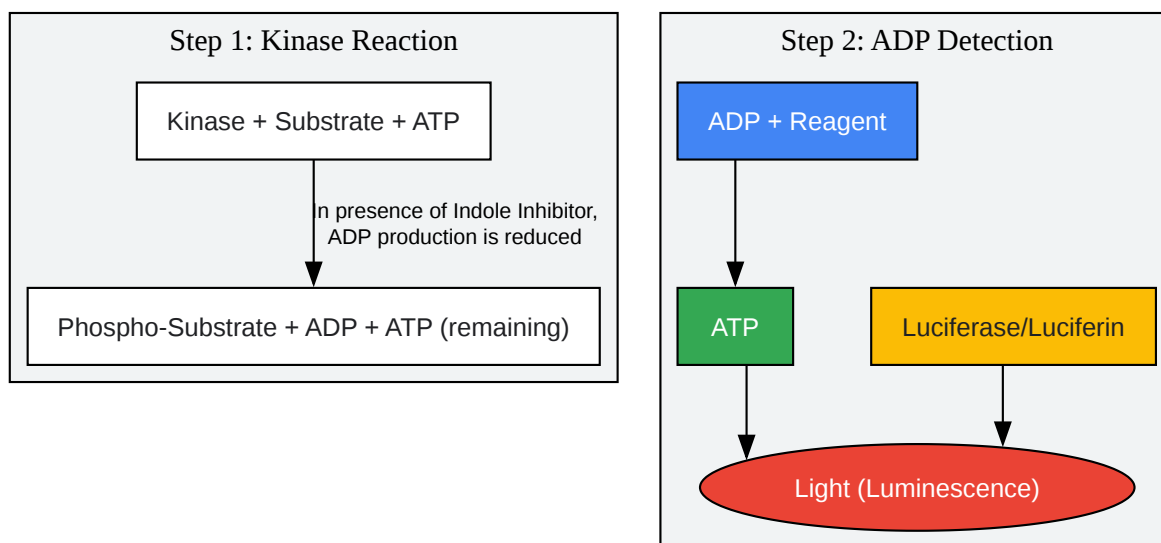 Step 1: Kinase Reaction
Kinase + Substrate + ATP
In presence of Indole Inhibitor,
ADP production is reduced
Phospho-Substrate + ADP + ATP (remaining)
Step 2: ADP Detection
ADP + Reagent
ATP
Luciferase/Luciferin
Light (Luminescence)